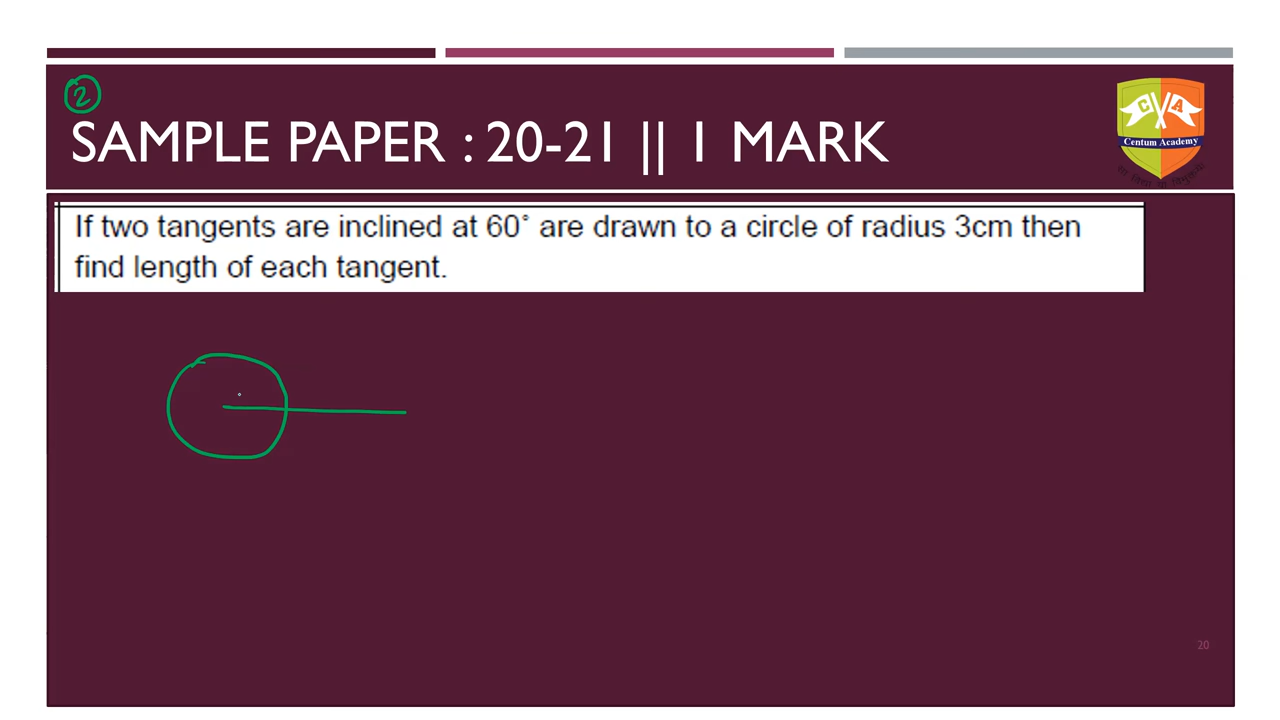 2
SAMPLE PAPER : 20-21 || 1 MARK
C A
Centum Academy
If two tangents are inclined at 60˚ are drawn to a circle of radius 3cm then
find length of each tangent.
20